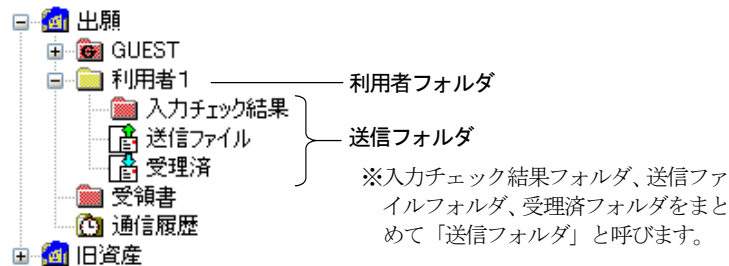 出願
GUEST
利用者1 利用者フォルダ
入力チェック結果
送信ファイル 送信フォルダ
受理済
※入力チェック結果フォルダ、送信ファ
イルフォルダ、受理済フォルダをまと
めて「送信フォルダ」と呼びます。
受領書
通信履歴
旧資産